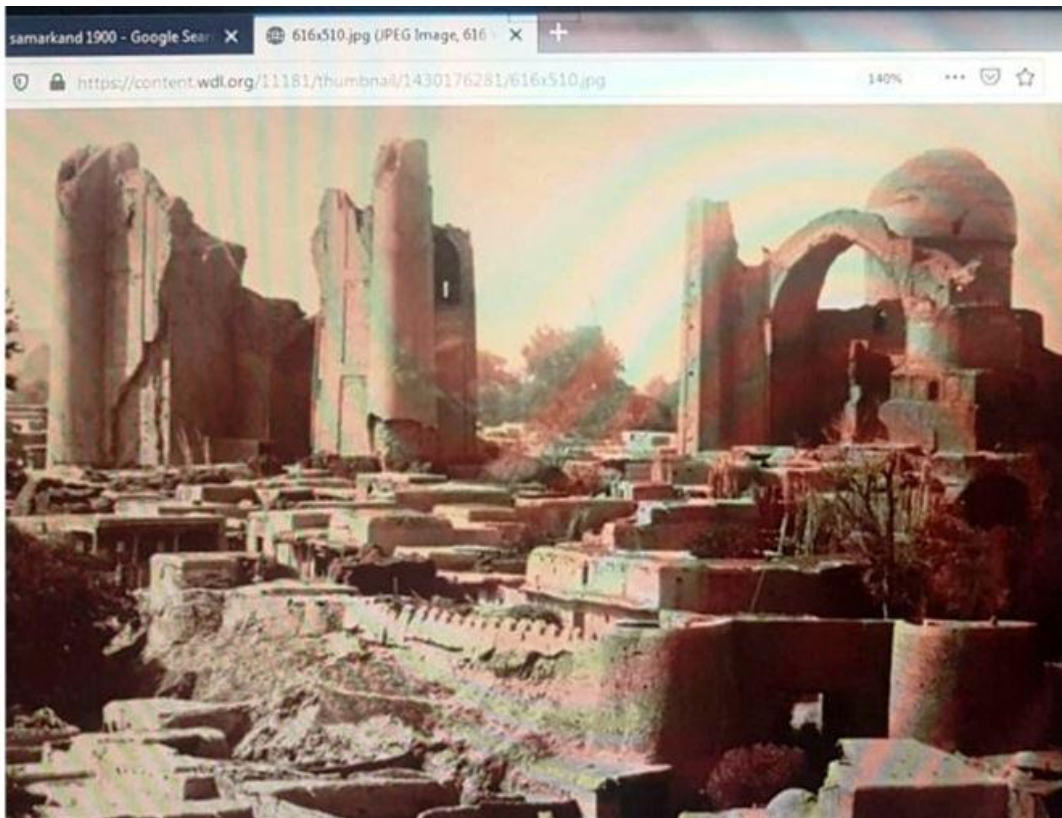 samarkand 1900 - Google Sear
616x510.jpg (JPEG Image, 616
https://content.wdl.org/11181/thumbnail/1430176281/616x510.jpg
140%